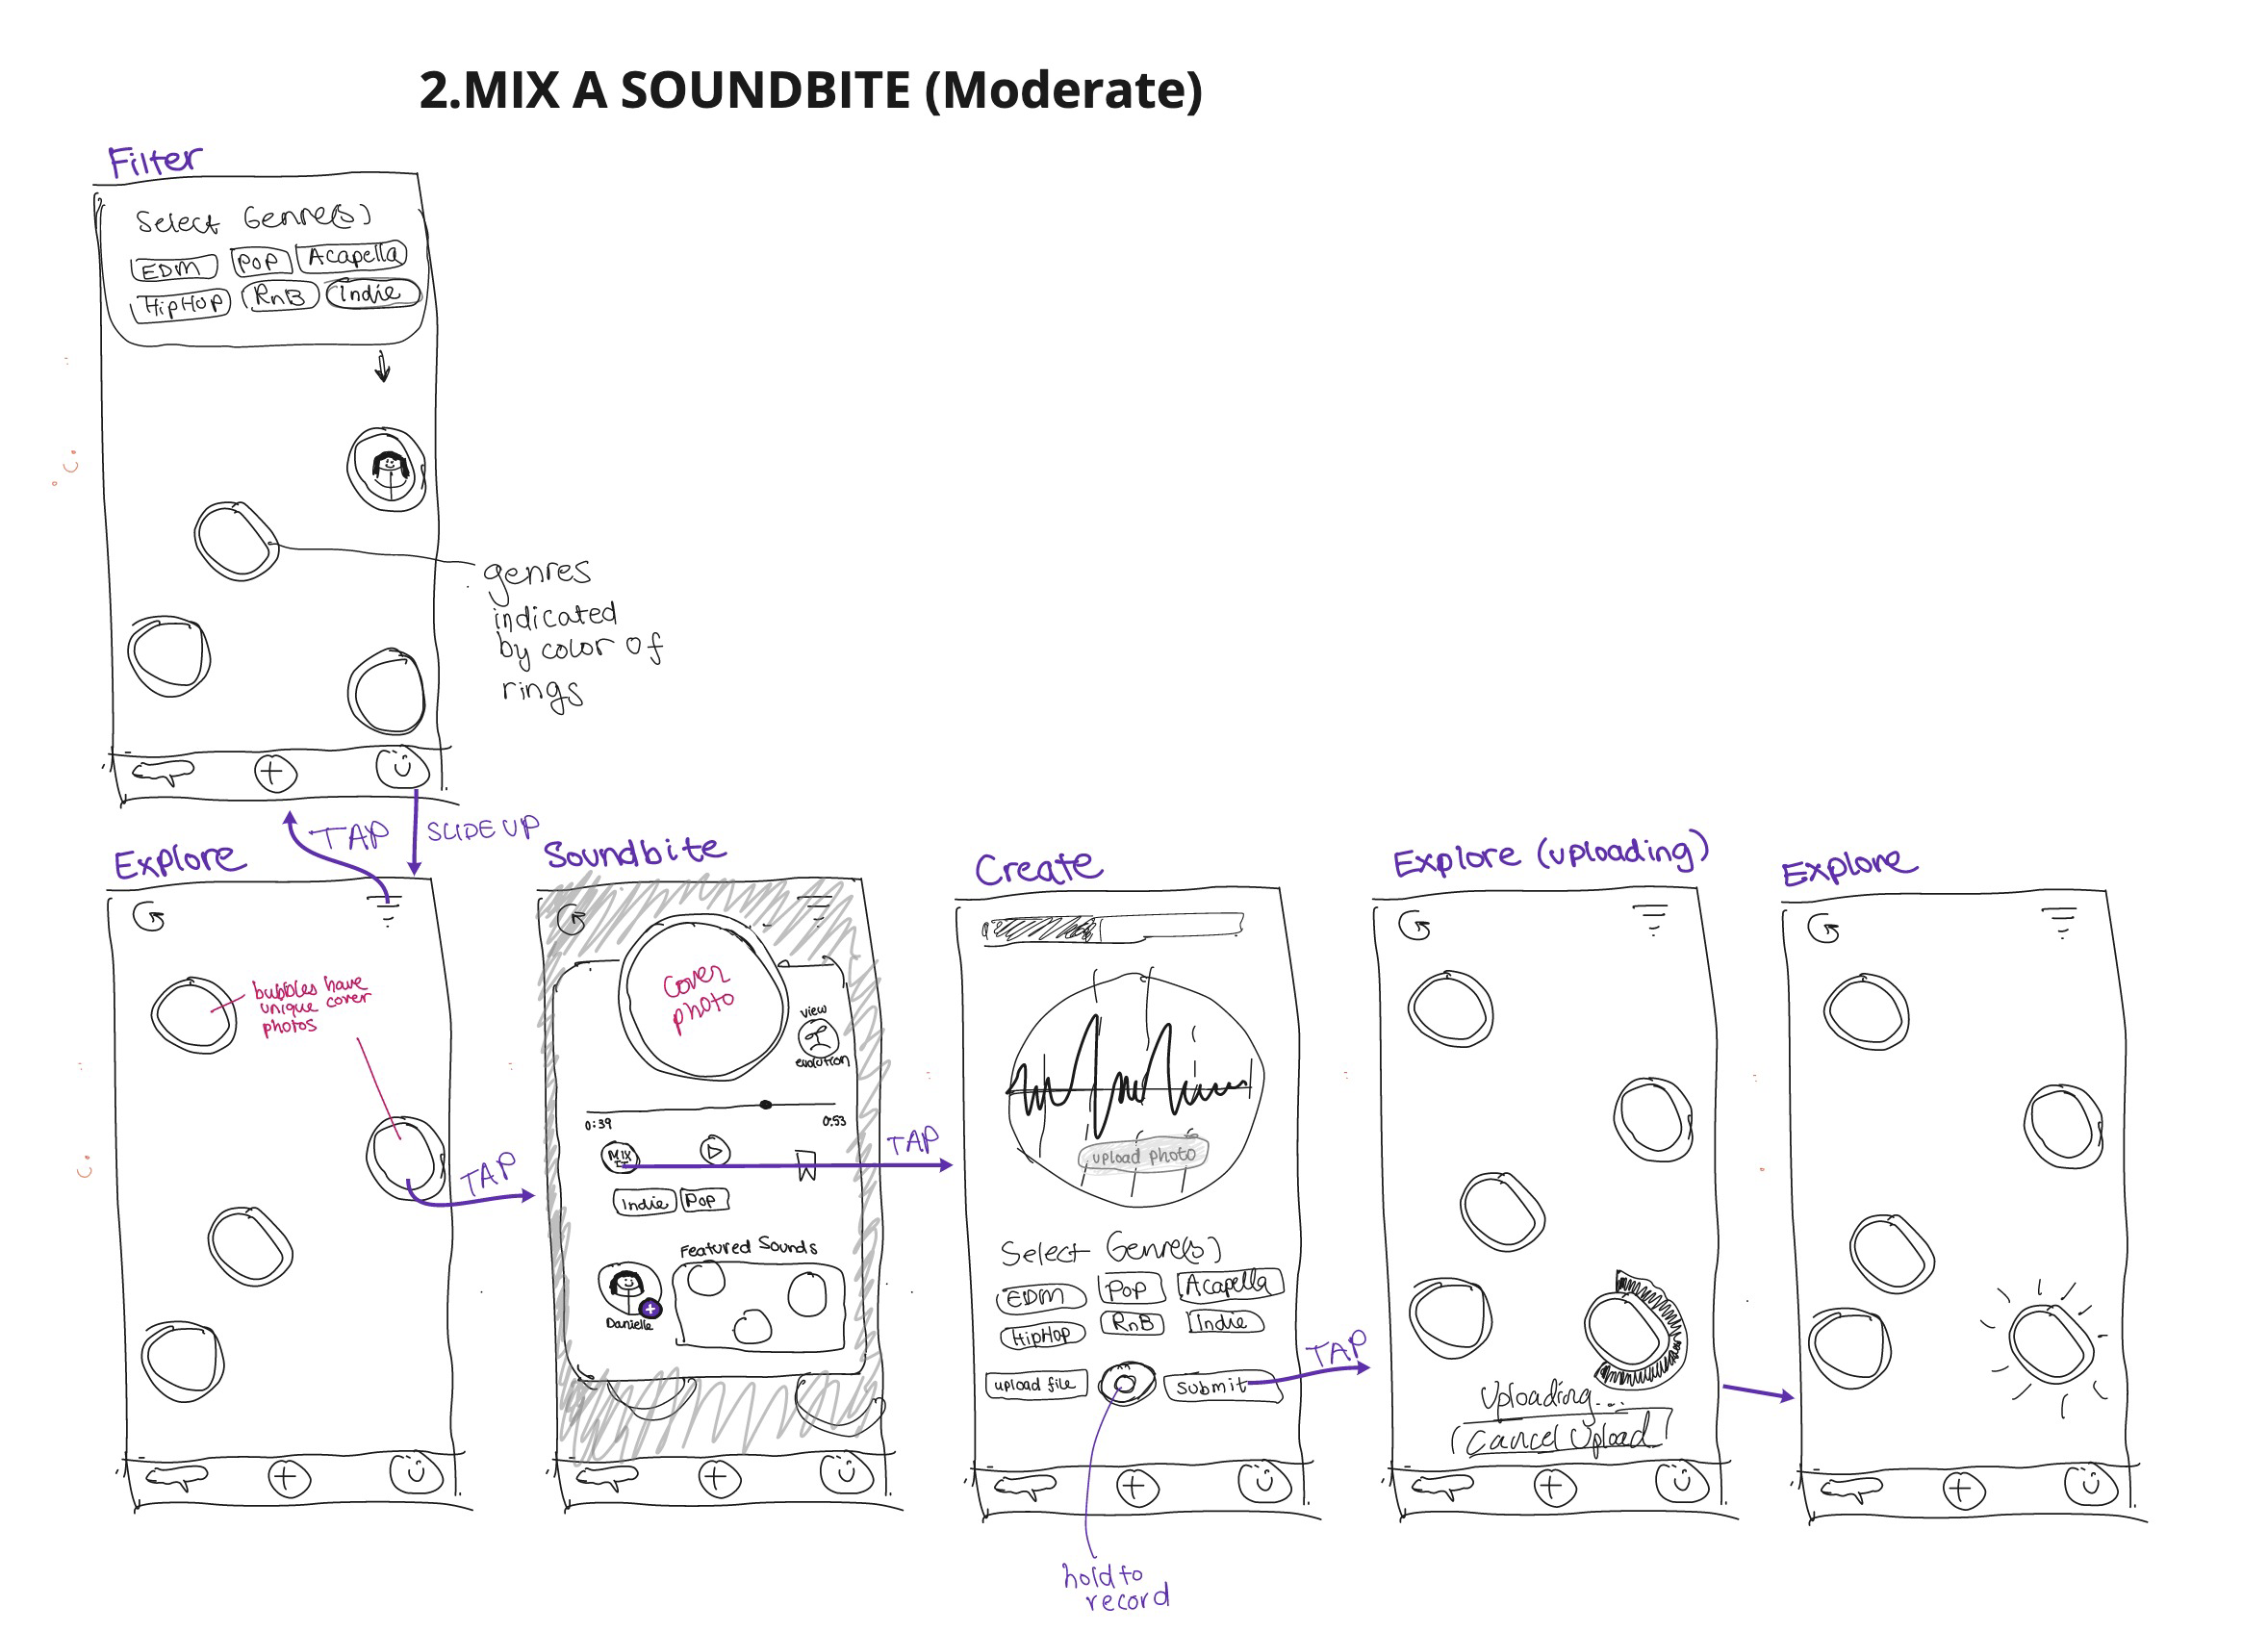 2.MIX A SOUNDBITE (Moderate)
Filter
Select Genre(s)
EDM Pop Acapella
HipHop RnB Indie
genres
indicated
by color of
rings
TAP
SLIDE UP
Explore
bubbles have
unique cover
photos
TAP
Soundbite
cover
photo
view
evolution
0:39 0:53
MIX
Indie Pop
Featured Sounds
Danielle
TAP
Create
upload photo
Select Genre(s)
EDM Pop Acapella
HipHop RnB Indie
upload file submit
hold to
record
TAP
Explore (uploading)
Uploading...
Cancel Upload
Explore